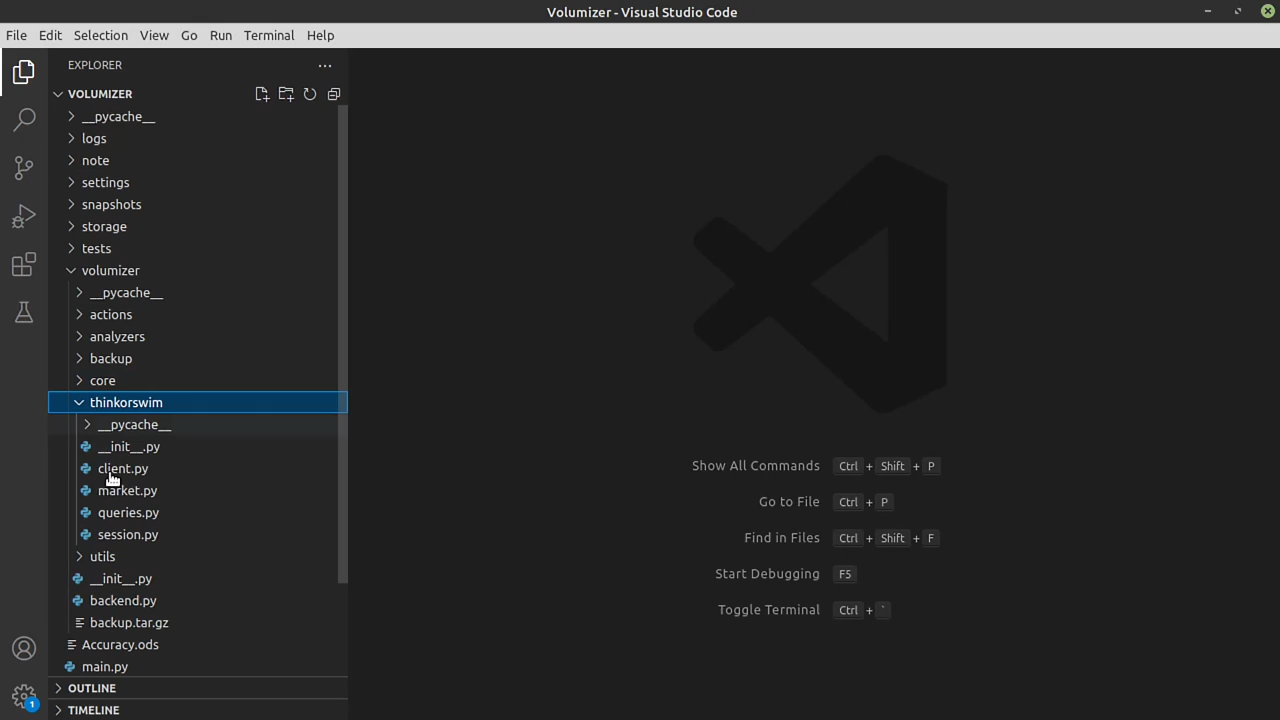 Volumizer - Visual Studio Code
File Edit Selection View Go Run Terminal Help
EXPLORER
VOLUMIZER
__pycache__
logs
note
settings
snapshots
storage
tests
volumizer
__pycache__
actions
analyzers
backup
core
thinkorswim
__pycache__
__init__.py
client.py
market.py
queries.py
session.py
utils
__init__.py
backend.py
backup.tar.gz
Accuracy.ods
main.py
OUTLINE
TIMELINE
1
Show All Commands Ctrl + Shift + P
Go to File Ctrl + P
Find in Files Ctrl + Shift + F
Start Debugging F5
Toggle Terminal Ctrl + `